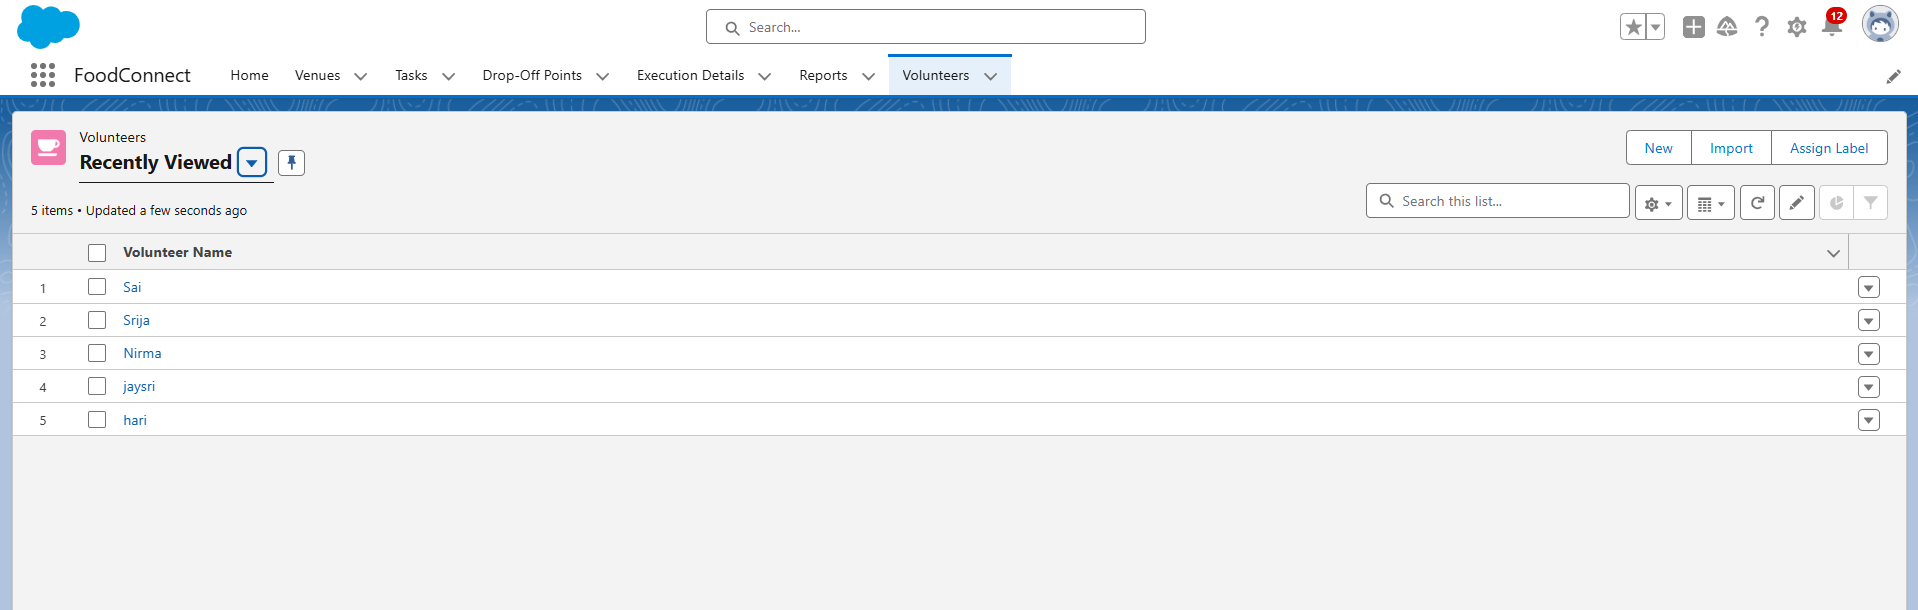 Search...
12
FoodConnect Home Venues Tasks Drop-Off Points Execution Details Reports Volunteers
Volunteers
Recently Viewed
New Import Assign Label
5 items • Updated a few seconds ago
Search this list...
Volunteer Name
1 Sai
2 Srija
3 Nirma
4 jaysri
5 hari